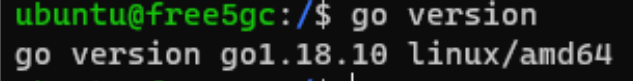 ubuntu@free5gc:/$ go version
go version go1.18.10 linux/amd64